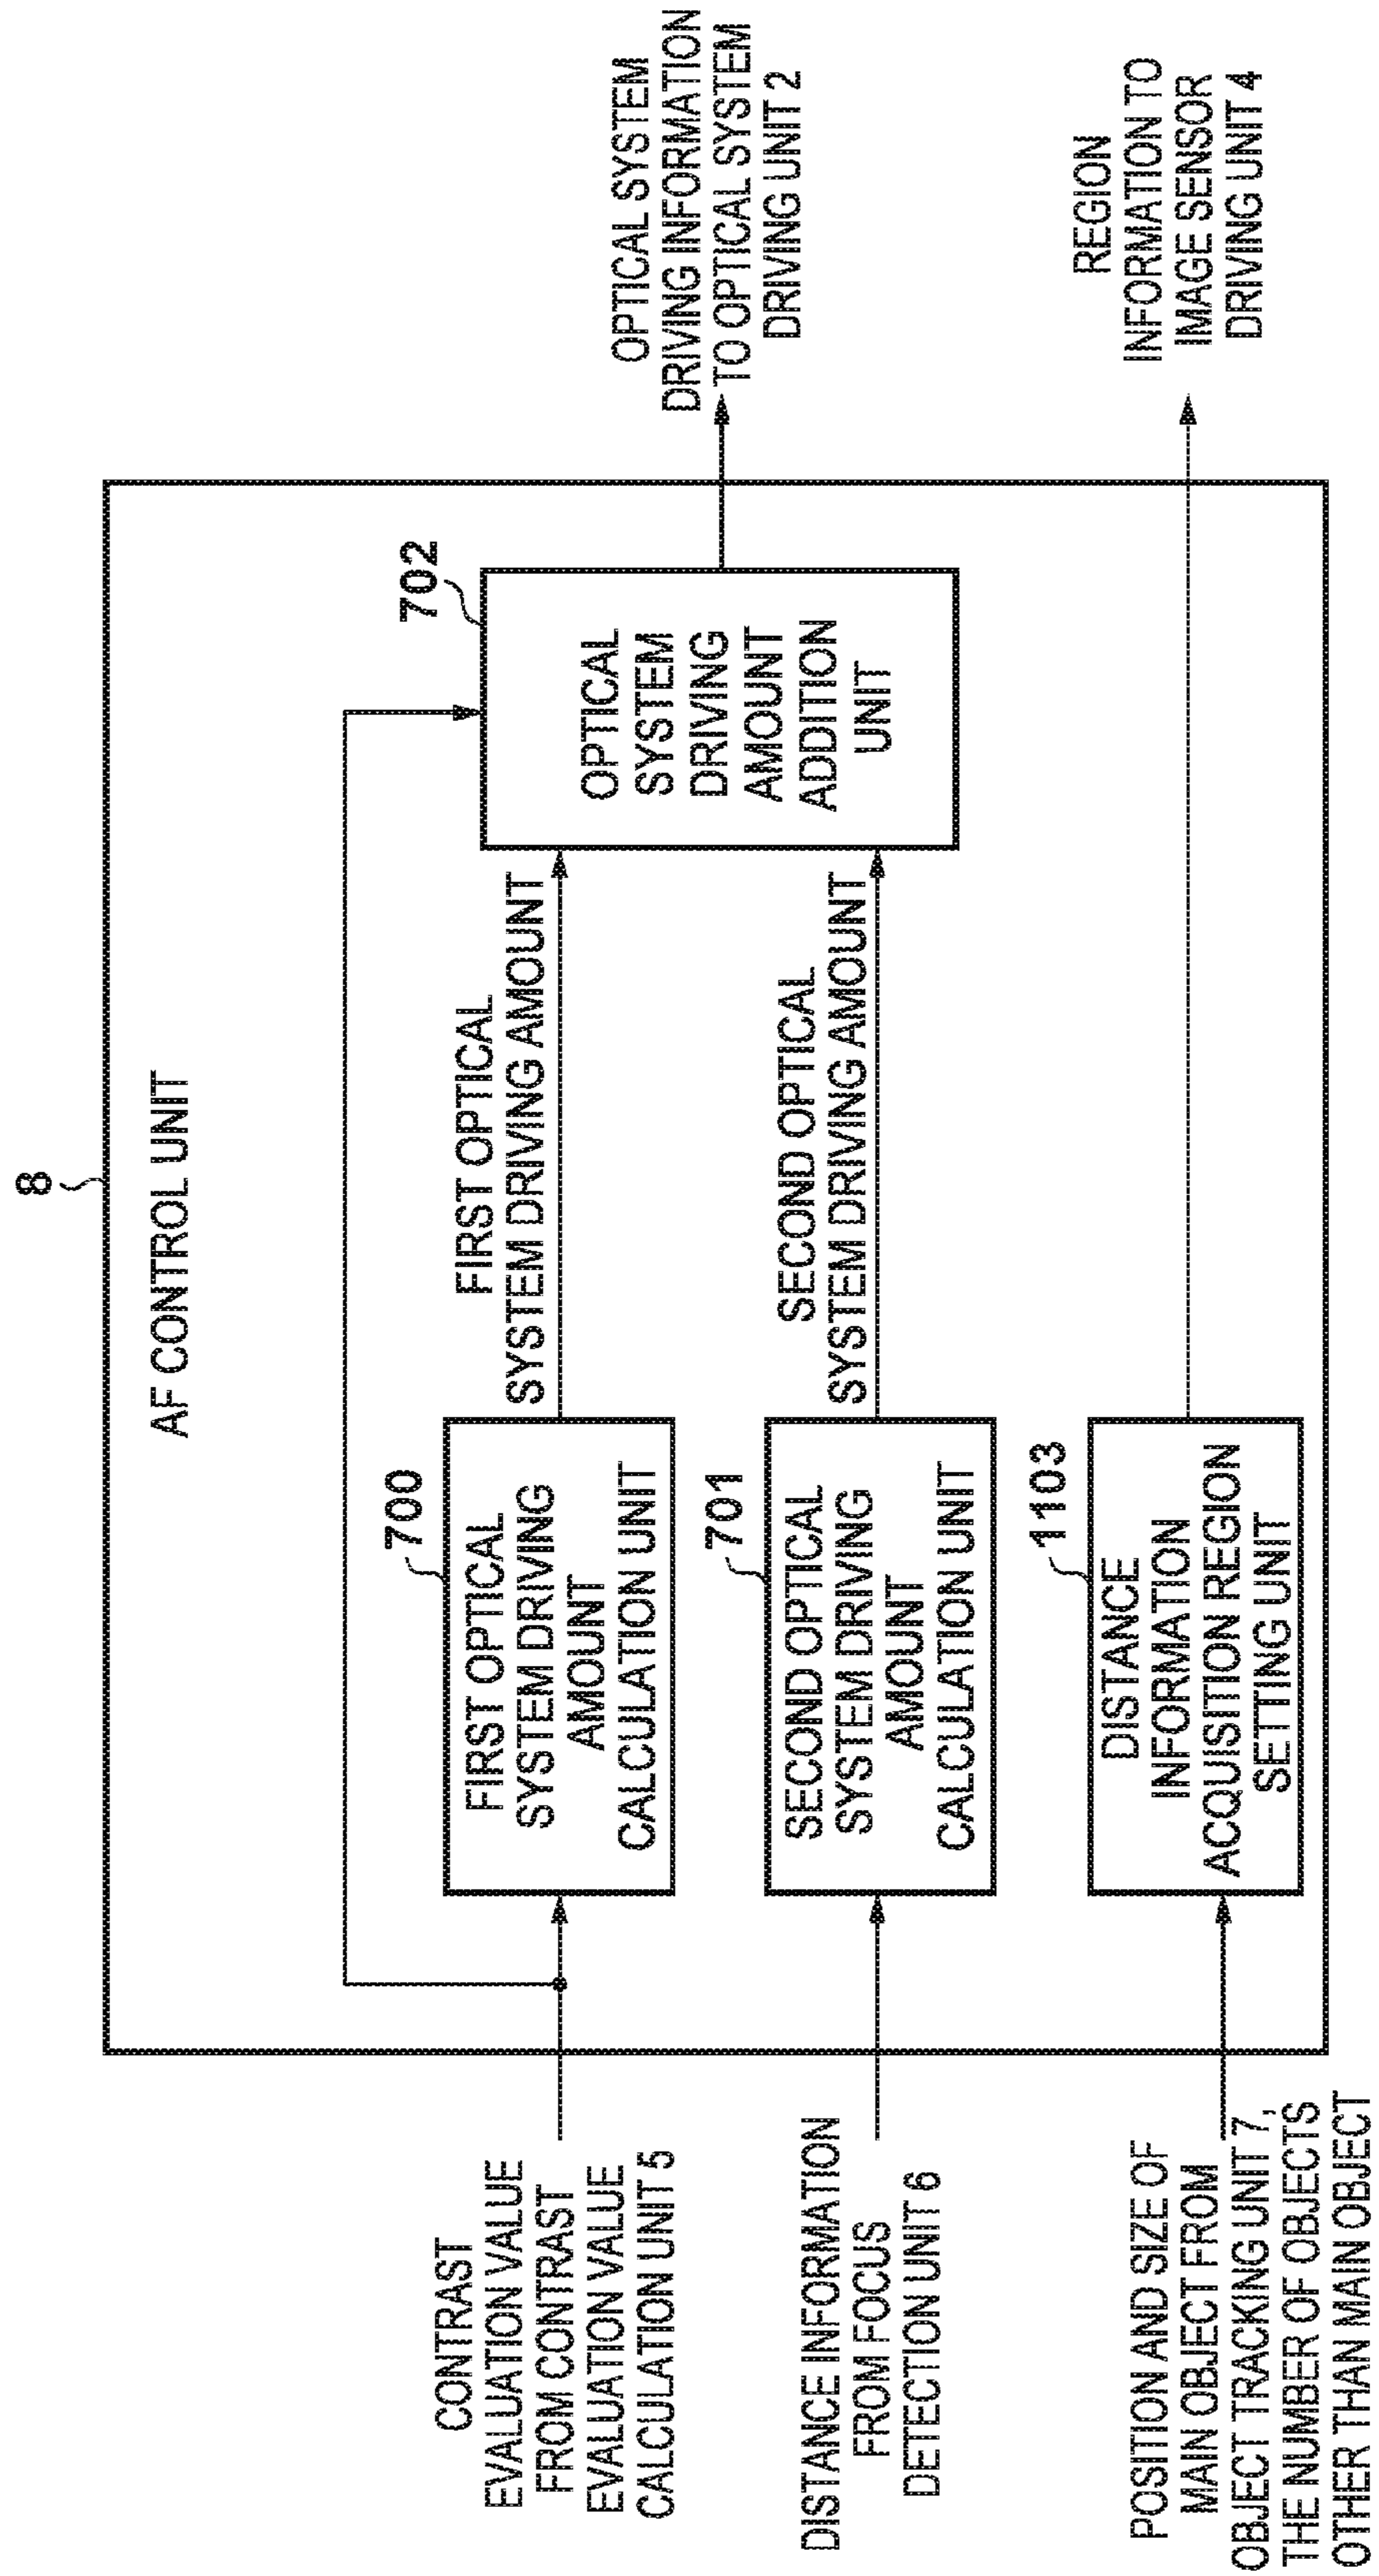 8
AF CONTROL UNIT
CONTRAST
EVALUATION VALUE
FROM CONTRAST
EVALUATION VALUE
CALCULATION UNIT 5
700
FIRST OPTICAL
SYSTEM DRIVING
AMOUNT
CALCULATION UNIT
FIRST OPTICAL
SYSTEM DRIVING AMOUNT
702
OPTICAL
SYSTEM
DRIVING
AMOUNT
ADDITION
UNIT
OPTICAL SYSTEM
DRIVING INFORMATION
TO OPTICAL SYSTEM
DRIVING UNIT 2
DISTANCE INFORMATION
FROM FOCUS
DETECTION UNIT 6
701
SECOND OPTICAL
SYSTEM DRIVING
AMOUNT
CALCULATION UNIT
SECOND OPTICAL
SYSTEM DRIVING AMOUNT
POSITION AND SIZE OF
MAIN OBJECT FROM
OBJECT TRACKING UNIT 7,
THE NUMBER OF OBJECTS
OTHER THAN MAIN OBJECT
1103
DISTANCE
INFORMATION
ACQUISITION REGION
SETTING UNIT
REGION
INFORMATION TO
IMAGE SENSOR
DRIVING UNIT 4